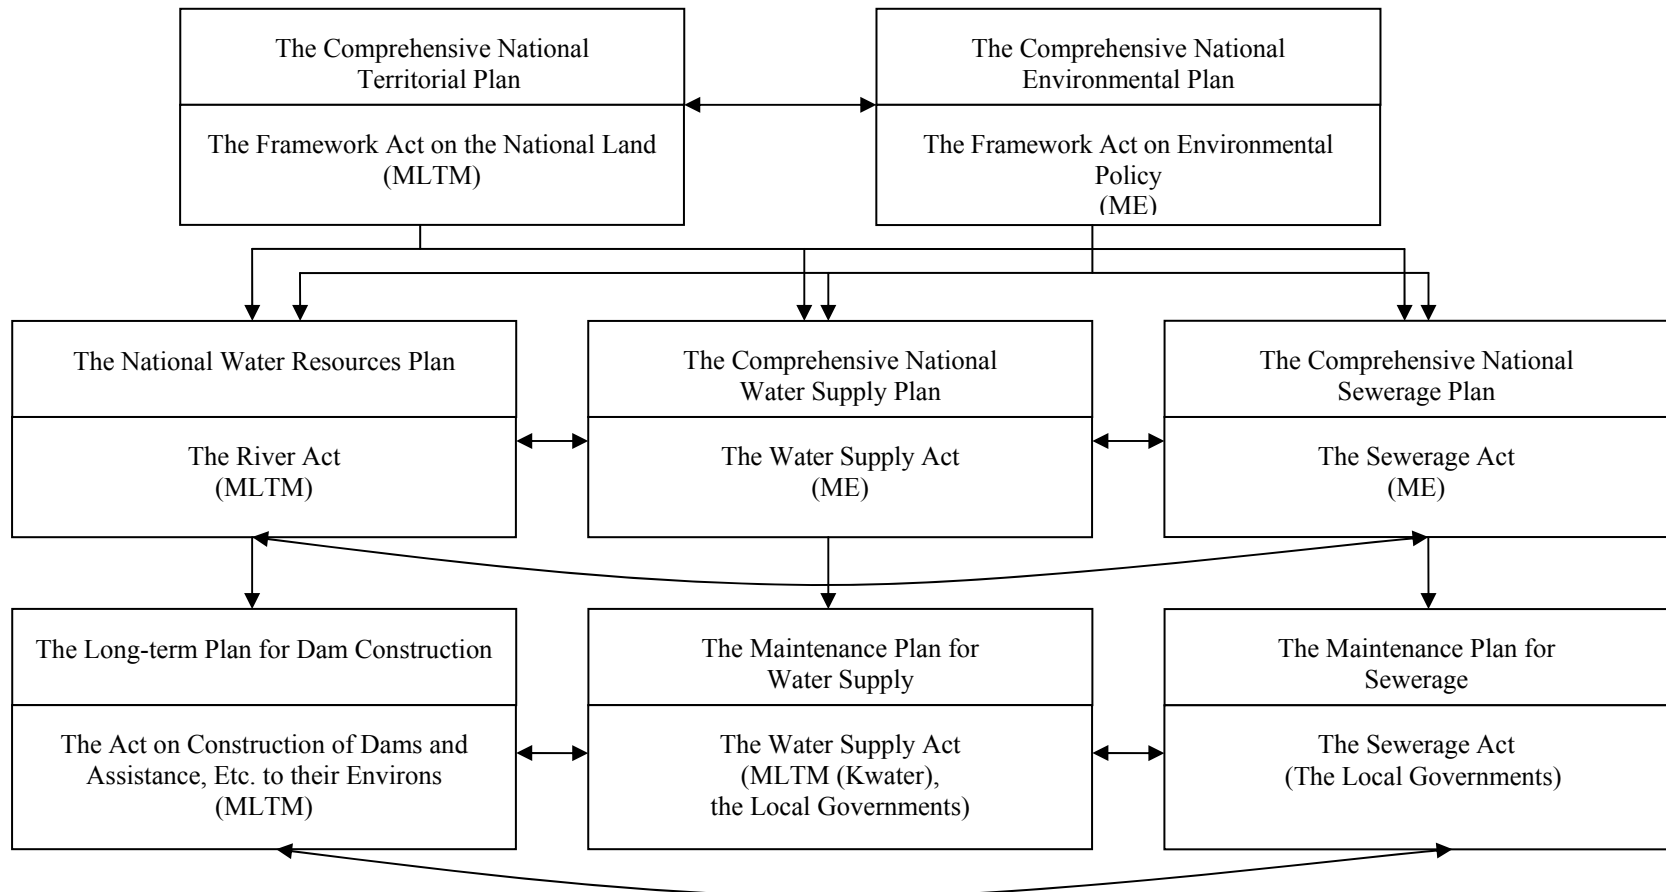 The Comprehensive National
Territorial Plan
The Framework Act on the National Land
(MLTM)
The Comprehensive National
Environmental Plan
The Framework Act on Environmental
Policy
(ME)
The National Water Resources Plan
The River Act
(MLTM)
The Comprehensive National
Water Supply Plan
The Water Supply Act
(ME)
The Comprehensive National
Sewerage Plan
The Sewerage Act
(ME)
The Long-term Plan for Dam Construction
The Act on Construction of Dams and
Assistance, Etc. to their Environs
(MLTM)
The Maintenance Plan for
Water Supply
The Water Supply Act
(MLTM (Kwater),
the Local Governments)
The Maintenance Plan for
Sewerage
The Sewerage Act
(The Local Governments)